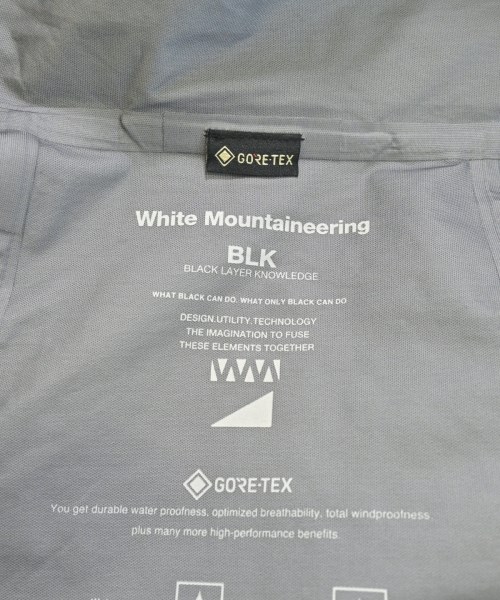 GORE-TEX
White Mountaineering
BLK
BLACK LAYER KNOWLEDGE
WHAT BLACK CAN DO. WHAT ONLY BLACK CAN DO
DESIGN.UTILITY.TECHNOLOGY
THE IMAGINATION TO FUSE
THESE ELEMENTS TOGETHER
GORE-TEX
You get durable water proofness, optimized breathability, total windproofness
plus many more high-performance benefits.